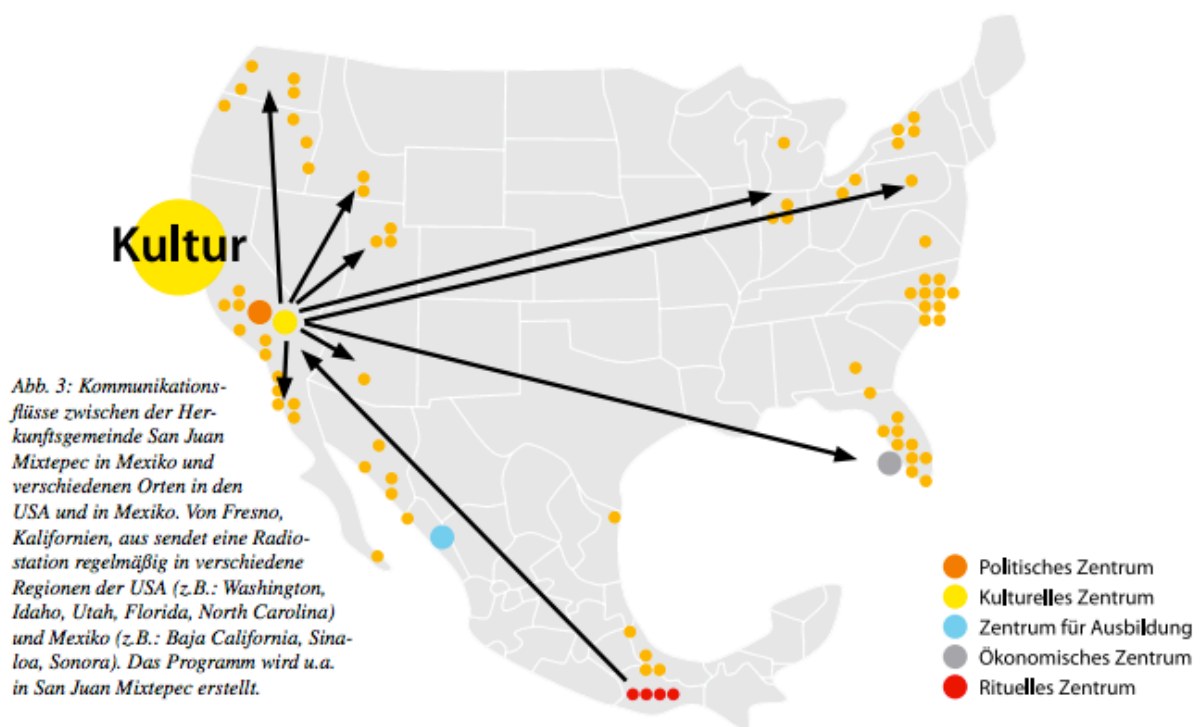 Kultur
Abb. 3: Kommunikations-
flüsse zwischen der Her-
kunftsgemeinde San Juan
Mixtepec in Mexiko und
verschiedenen Orten in den
USA und in Mexiko. Von Fresno,
Kalifornien, aus sendet eine Radio-
station regelmäßig in verschiedene
Regionen der USA (z.B.: Washington,
Idaho, Utah, Florida, North Carolina)
und Mexiko (z.B.: Baja California, Sina-
loa, Sonora). Das Programm wird u.a.
in San Juan Mixtepec erstellt.
Politisches Zentrum
Kulturelles Zentrum
Zentrum für Ausbildung
Ökonomisches Zentrum
Rituelles Zentrum